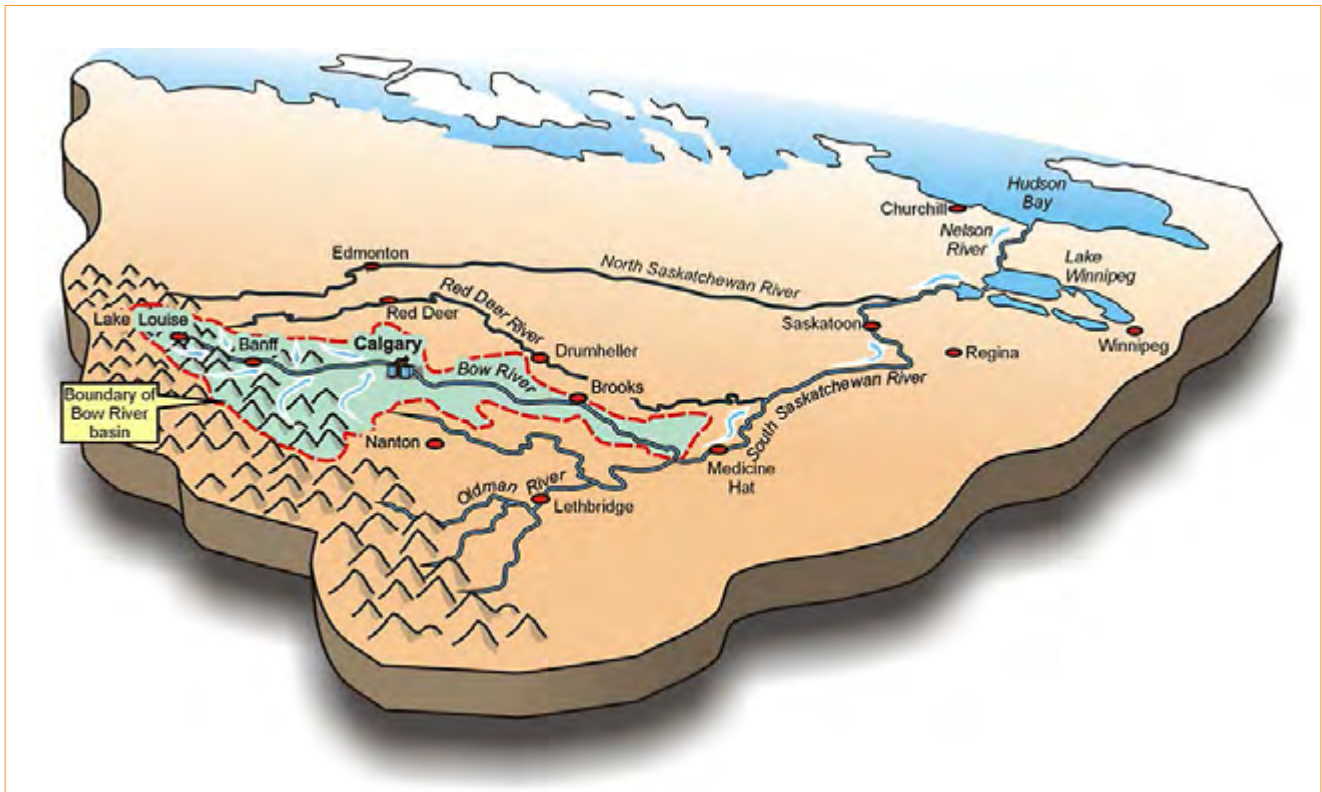 Hudson
Bay
Churchill
Nelson
River
Lake
Winnipeg
Edmonton
North Saskatchewan River
Red Deer River
Red Deer
Lake Louise
Banff
Calgary
Saskatoon
Regina
Winnipeg
Drumheller
Bow River
Brooks
South Saskatchewan River
Boundary of
Bow River
basin
Nanton
Medicine
Hat
Oldman River
Lethbridge